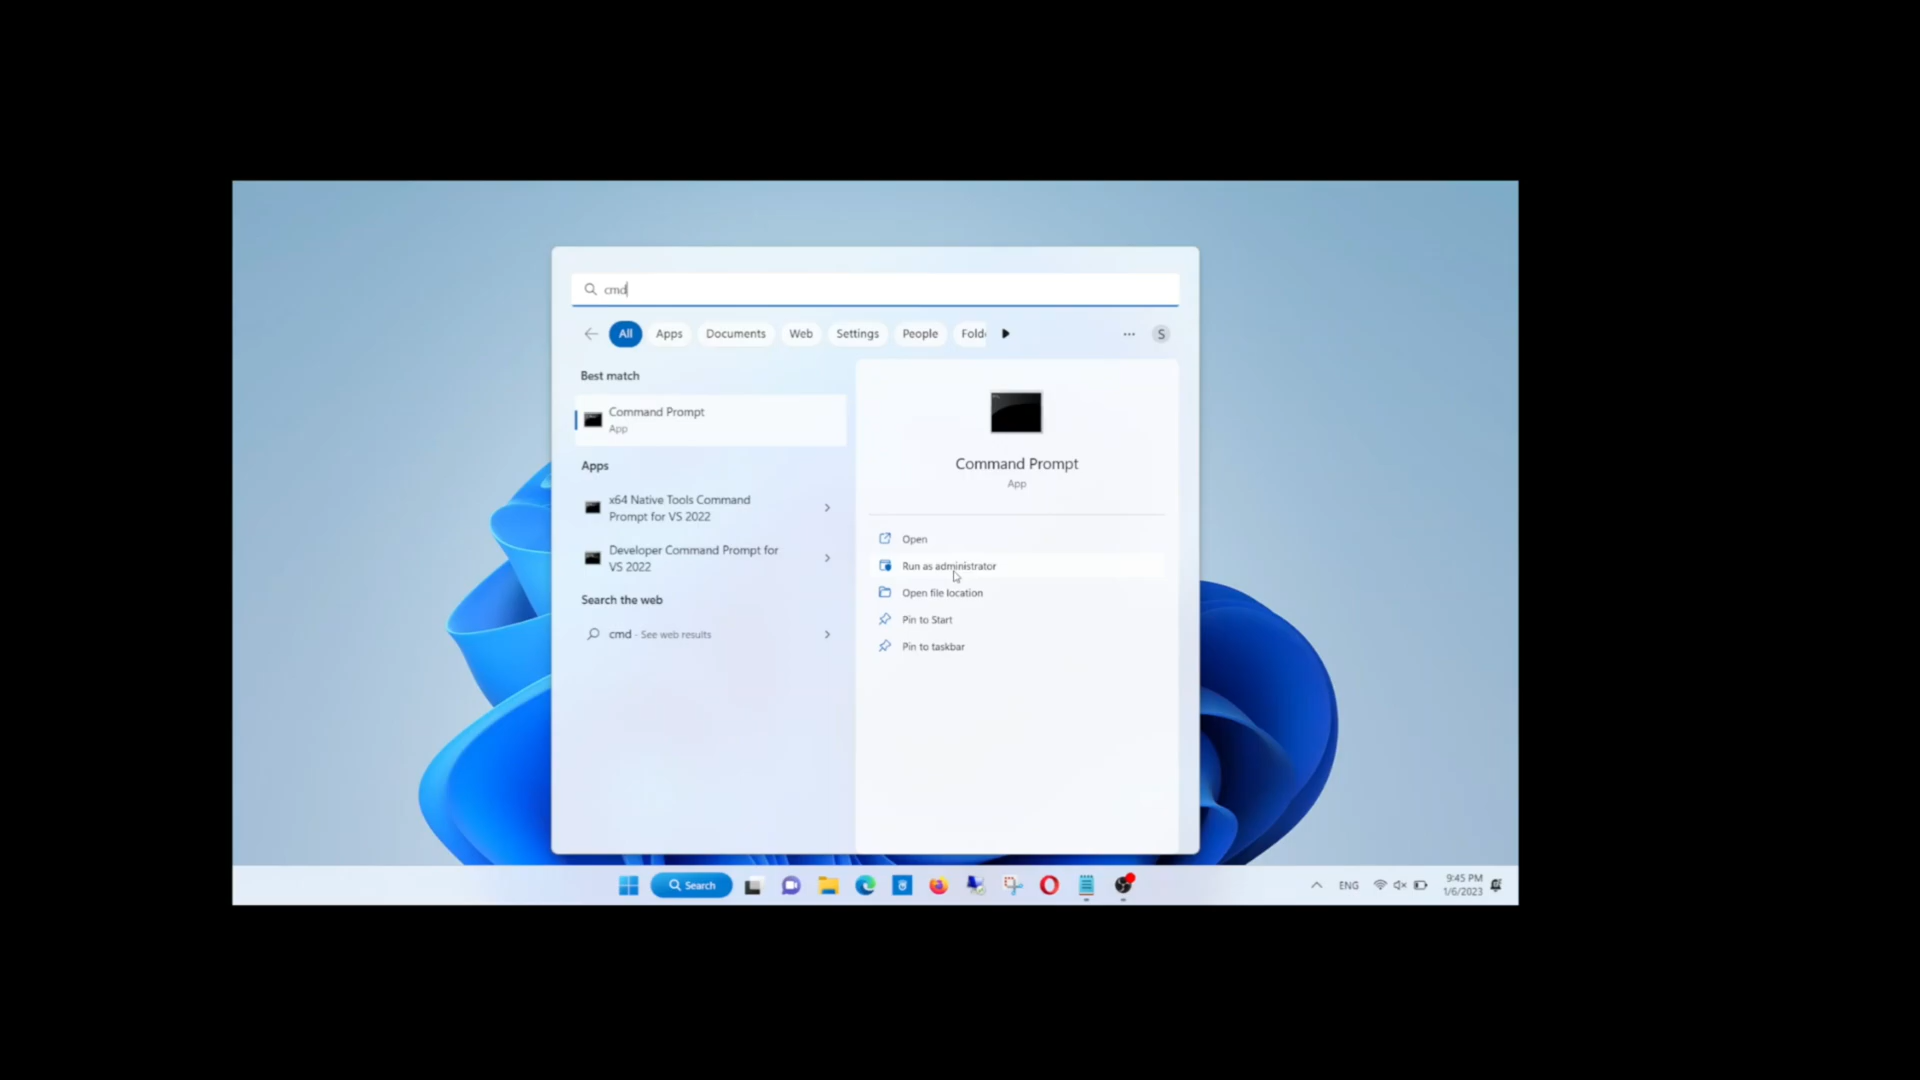 cmd
All
Apps
Documents
Web
Settings
People
Fold
S
Best match
Command Prompt
App
Apps
x64 Native Tools Command
Prompt for VS 2022
Developer Command Prompt for
VS 2022
Search the web
cmd - See web results
Command Prompt
App
Open
Run as administrator
Open file location
Pin to Start
Pin to taskbar
Search
ENG
9:45 PM
1/6/2023